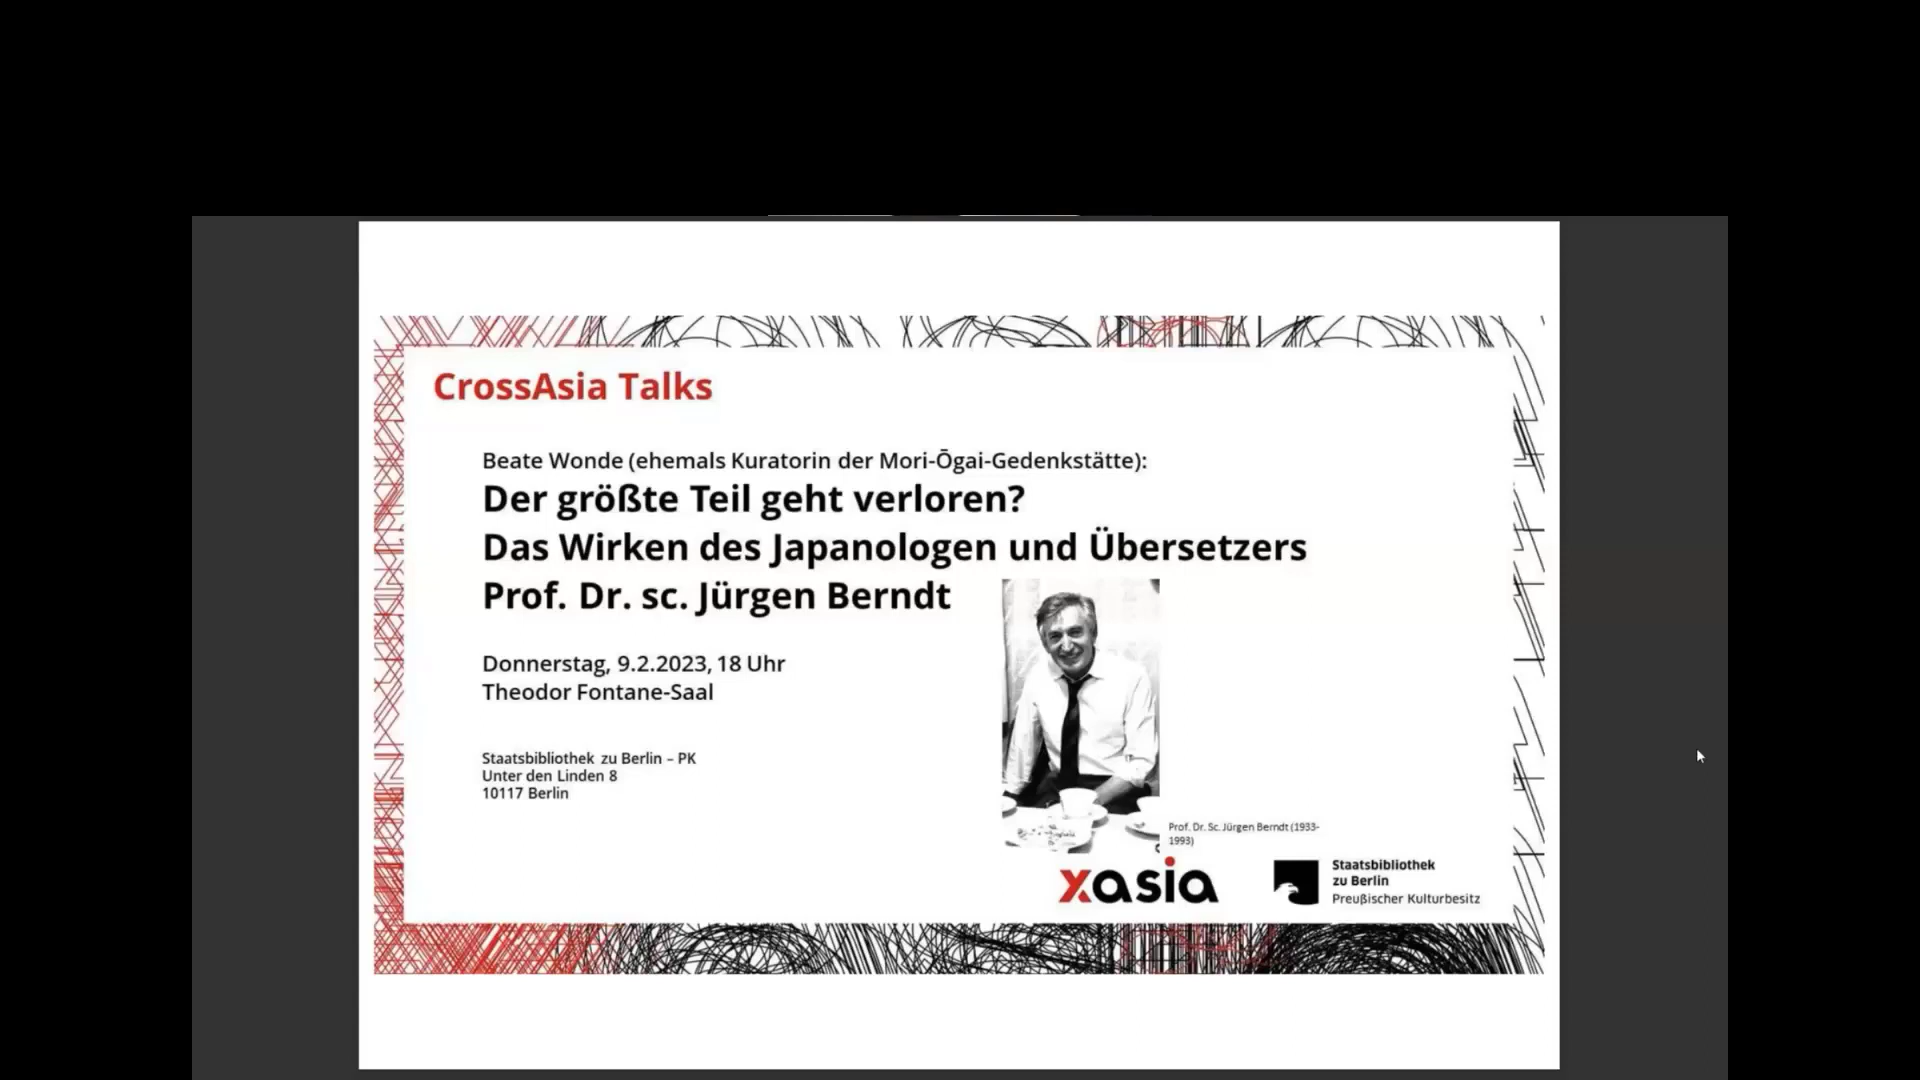 CrossAsia Talks
Beate Wonde (ehemals Kuratorin der Mori-Ōgai-Gedenkstätte):
Der größte Teil geht verloren?
Das Wirken des Japanologen und Übersetzers
Prof. Dr. sc. Jürgen Berndt
Donnerstag, 9.2.2023, 18 Uhr
Theodor Fontane-Saal
Staatsbibliothek zu Berlin – PK
Unter den Linden 8
10117 Berlin
Prof. Dr. Sc. Jürgen Berndt (1933-
1993)
xasia
Staatsbibliothek
zu Berlin
Preußischer Kulturbesitz